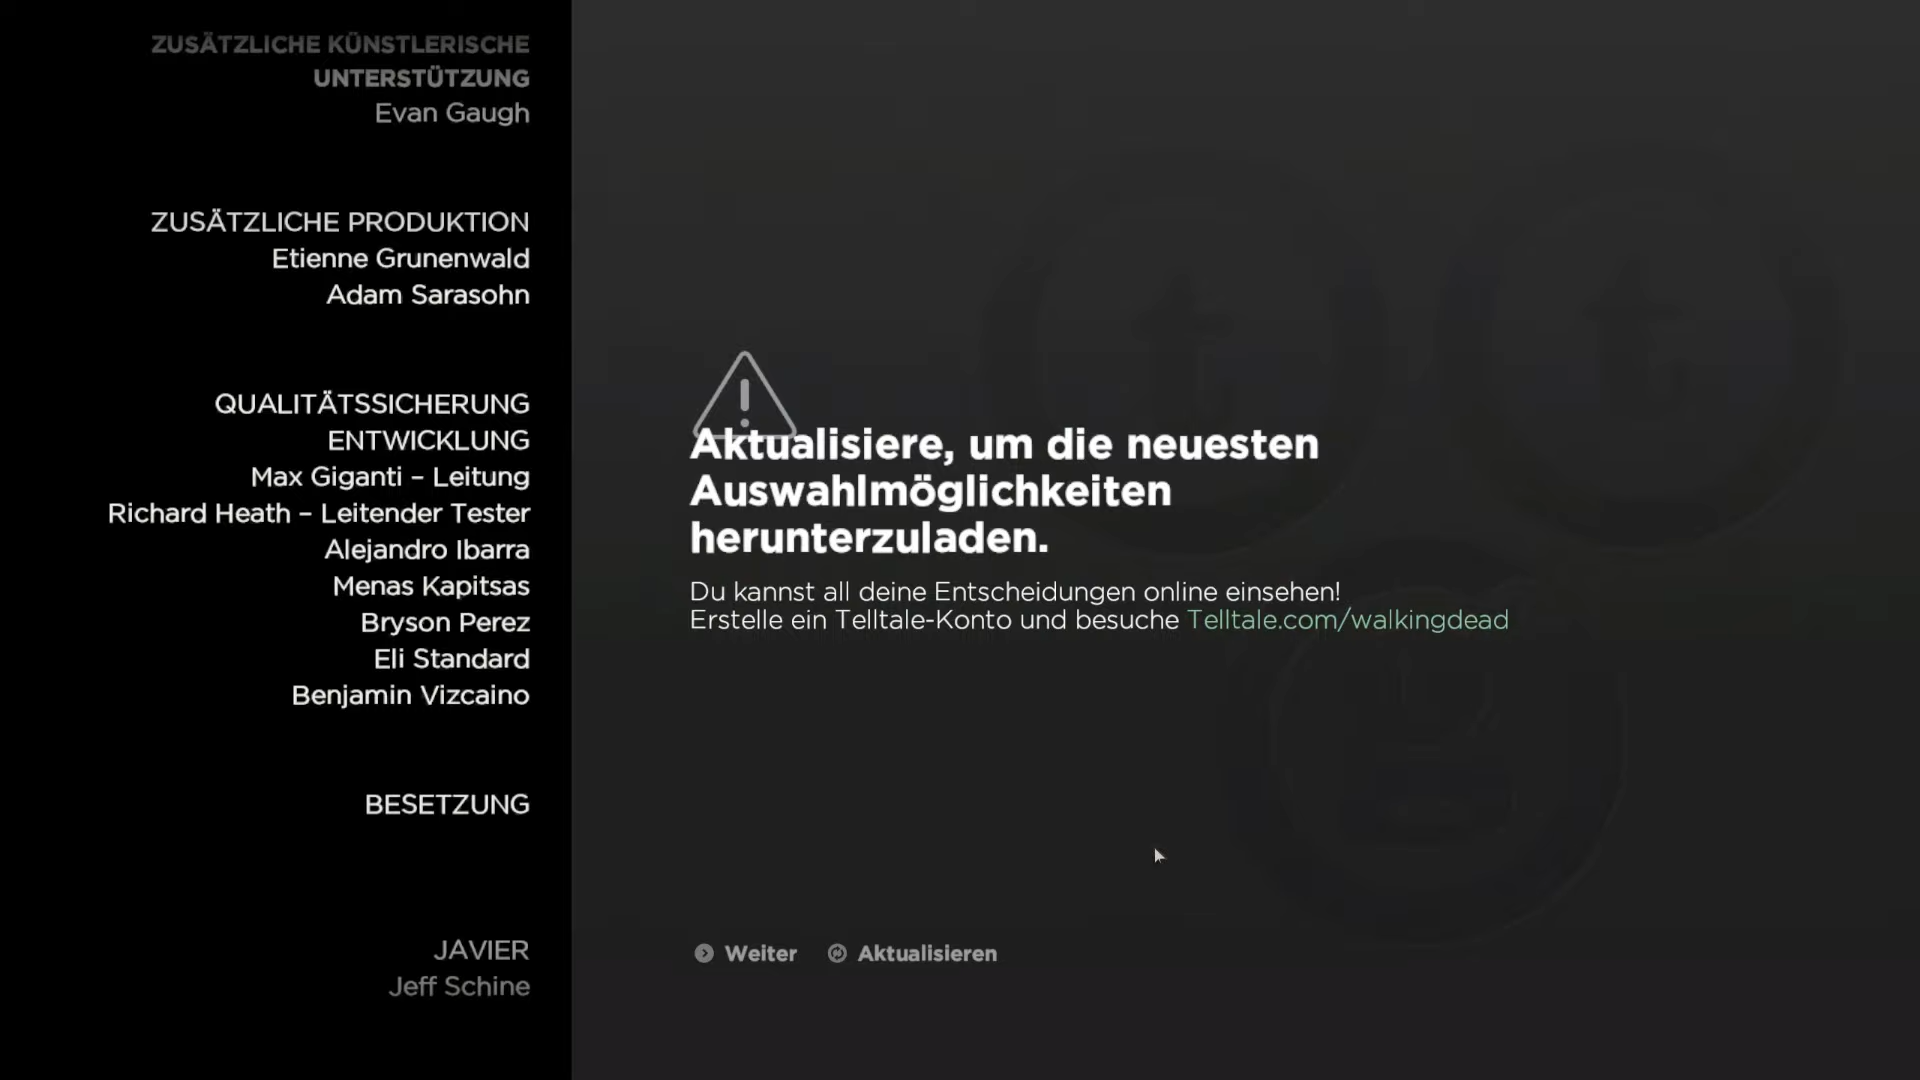 ZUSÄTZLICHE KÜNSTLERISCHE
UNTERSTÜTZUNG
Evan Gaugh
ZUSÄTZLICHE PRODUKTION
Etienne Grunenwald
Adam Sarasohn
QUALITÄTSSICHERUNG
ENTWICKLUNG
Max Giganti – Leitung
Richard Heath – Leitender Tester
Alejandro Ibarra
Menas Kapitsas
Bryson Perez
Eli Standard
Benjamin Vizcaino
BESETZUNG
JAVIER
Jeff Schine
Aktualisiere, um die neuesten
Auswahlmöglichkeiten
herunterzuladen.
Du kannst all deine Entscheidungen online einsehen!
Erstelle ein Telltale-Konto und besuche Telltale.com/walkingdead
Weiter
Aktualisieren